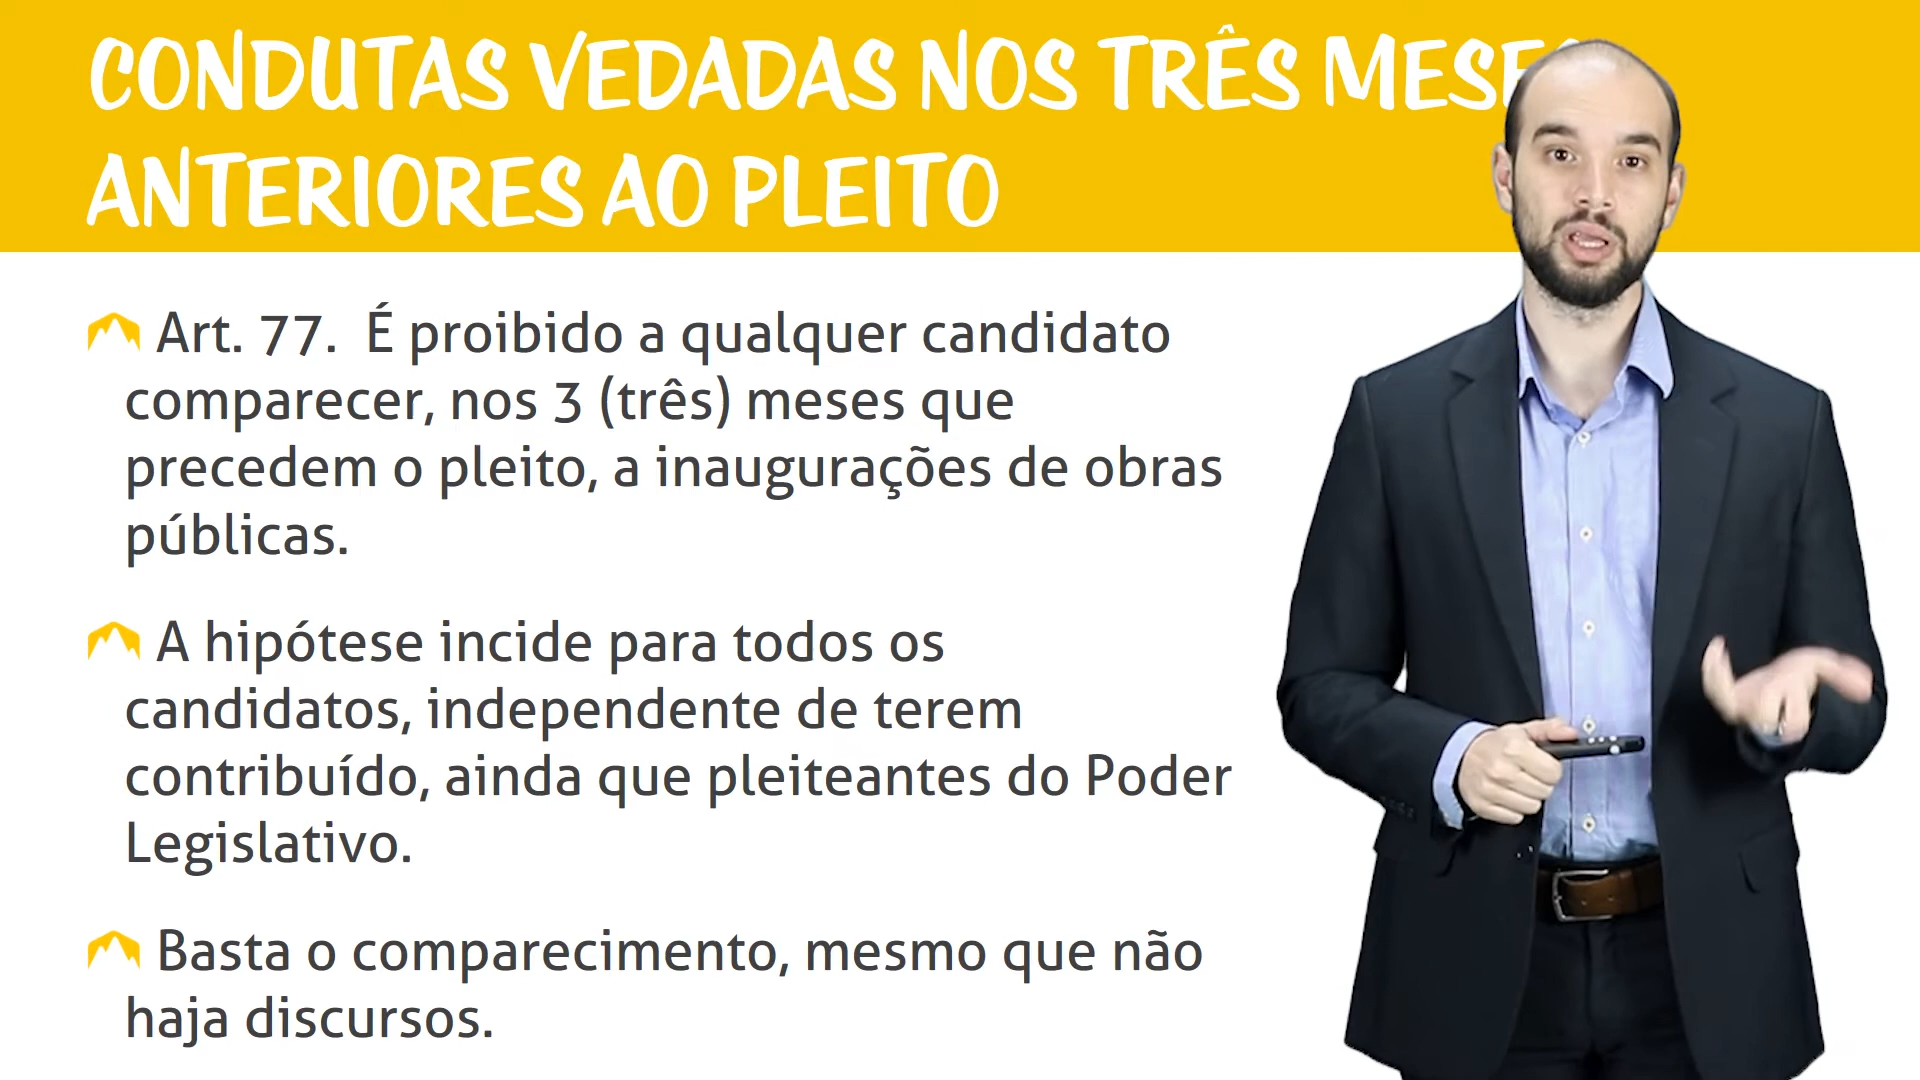 CONDUTAS VEDADAS NOS TRÊS MESES
ANTERIORES AO PLEITO
Art. 77. É proibido a qualquer candidato
comparecer, nos 3 (três) meses que
precedem o pleito, a inaugurações de obras
públicas.
A hipótese incide para todos os
candidatos, independente de terem
contribuído, ainda que pleiteantes do Poder
Legislativo.
Basta o comparecimento, mesmo que não
haja discursos.